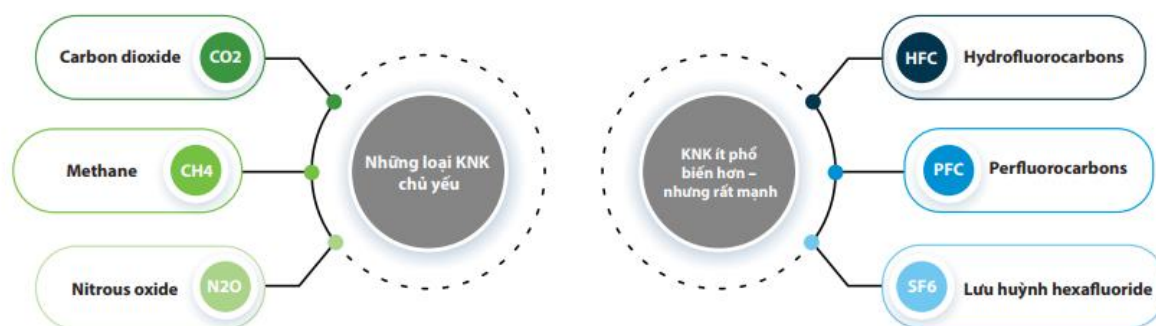 Carbon dioxide CO2
Methane CH4
Nitrous oxide N2O
Những loại KNK
chủ yếu
KNK ít phổ
biến hơn –
nhưng rất mạnh
HFC Hydrofluorocarbons
PFC Perfluorocarbons
SF6 Lưu huỳnh hexafluoride